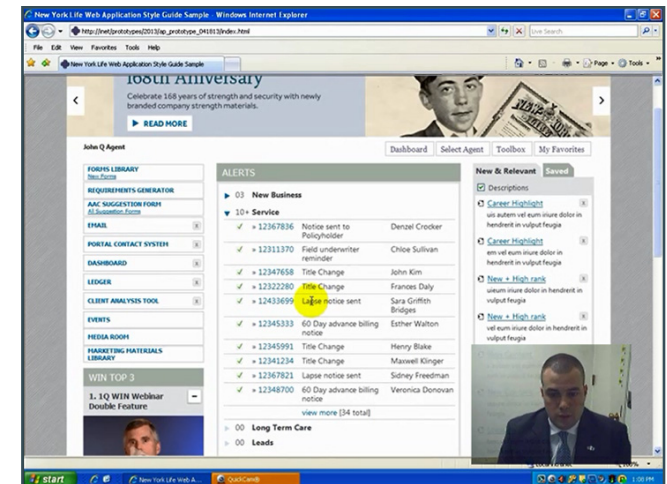 New York Life Web Application Style Guide Sample - Windows Internet Explorer
http://inet/prototypes/2013/ap_prototype_041813/index.html
Live Search
File Edit View Favorites Tools Help
New York Life Web Application Style Guide Sample
Page
Tools
168th Anniversary
Celebrate 168 years of strength and security with newly
branded company strength materials.
READ MORE
John Q Agent
Dashboard Select Agent Toolbox My Favorites
FORMS LIBRARY
New Forms
REQUIREMENTS GENERATOR
AAC SUGGESTION FORM
All Suggestion Forms
EMAIL
PORTAL CONTACT SYSTEM
DASHBOARD
LEDGER
CLIENT ANALYSIS TOOL
EVENTS
MEDIA ROOM
MARKETING MATERIALS
LIBRARY
WIN TOP 3
1. 1Q WIN Webinar
Double Feature
ALERTS
03 New Business
10+ Service
» 12367836 Notice sent to Policyholder Denzel Crocker
» 12311370 Field underwriter reminder Chloe Sullivan
» 12347658 Title Change John Kim
» 12322280 Title Change Frances Daly
» 12433699 Lapse notice sent Sara Griffith Bridges
» 12345333 60 Day advance billing notice Esther Walton
» 12345991 Title Change Henry Blake
» 12341234 Title Change Maxwell Klinger
» 12367821 Lapse notice sent Sidney Freedman
» 12348700 60 Day advance billing notice Veronica Donovan
view more [34 total]
00 Long Term Care
00 Leads
New & Relevant Saved
Descriptions
Career Highlight
uis autem vel eum iriure dolor in
hendrerit in vulput feugia
Career Highlight
em vel eum iriure dolor in
hendrerit in vulput feugia
New + High rank
uieum iriure dolor in hendrerit in
vulput feugia
New + High rank
vel eum iriure dolor in hendrerit in
vulput feugia
start
New York Life Web A...
QuickCam®
1:00 PM